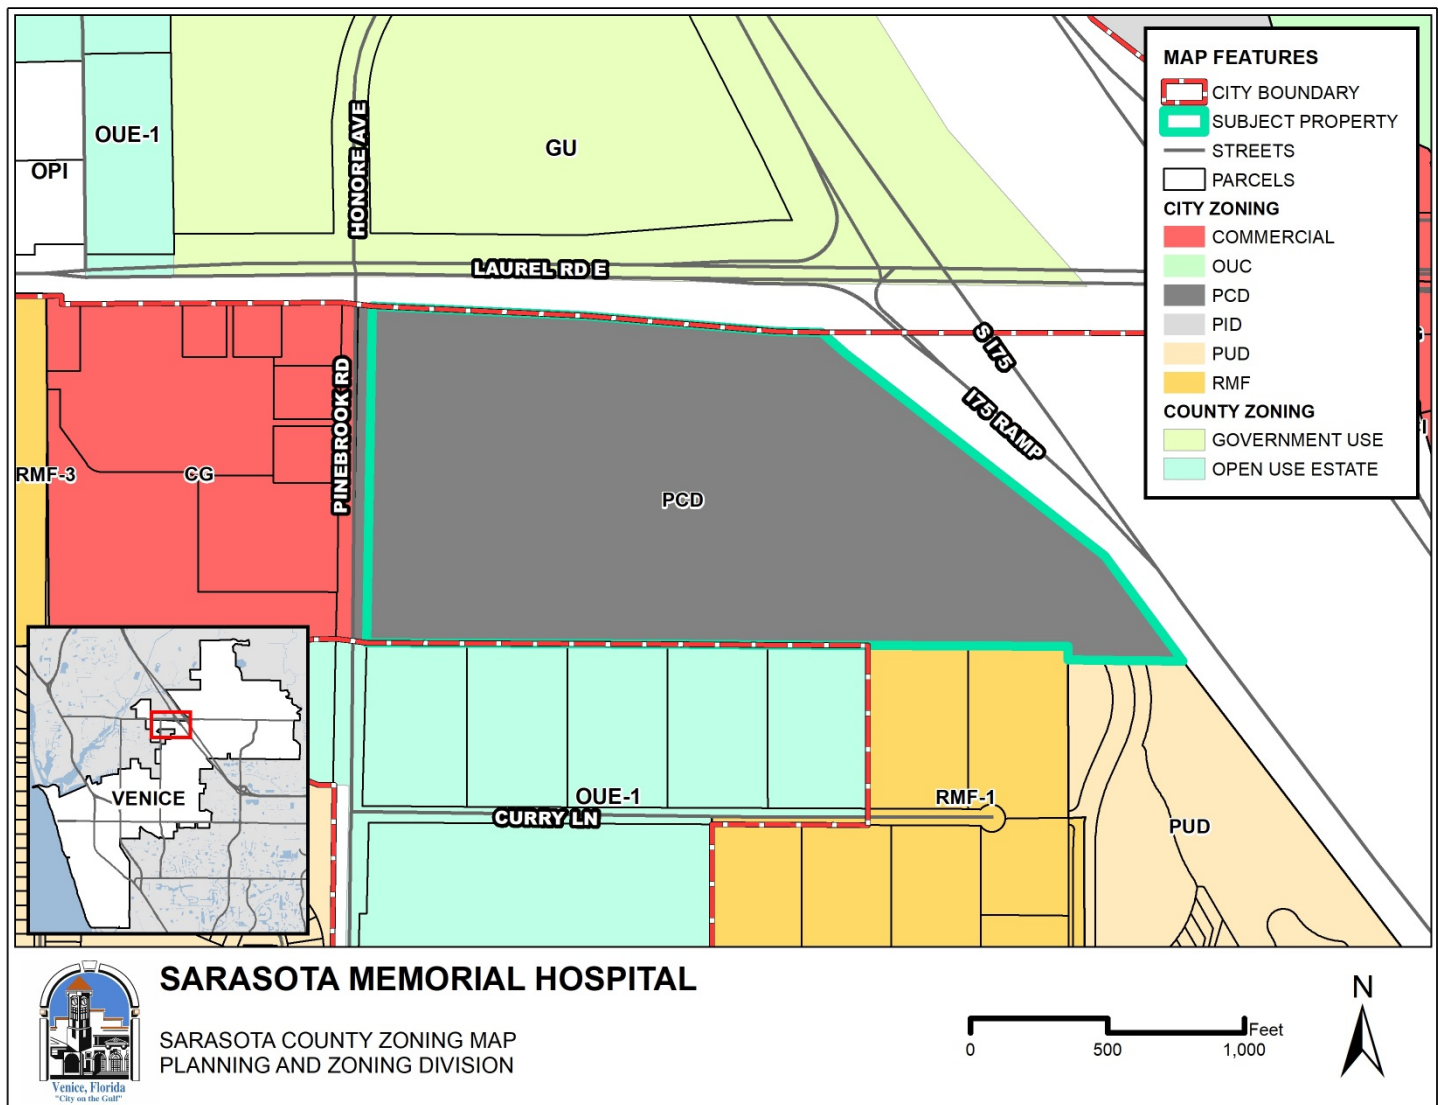 OUE-1
OPI
HONORE AVE
GU
LAUREL RD E
S I75
I75 RAMP
PINEBROOK RD
RMF-3
CG
PCD
OUE-1
CURRY LN
RMF-1
PUD
VENICE
MAP FEATURES
CITY BOUNDARY
SUBJECT PROPERTY
STREETS
PARCELS
CITY ZONING
COMMERCIAL
OUC
PCD
PID
PUD
RMF
COUNTY ZONING
GOVERNMENT USE
OPEN USE ESTATE
SARASOTA MEMORIAL HOSPITAL
SARASOTA COUNTY ZONING MAP
PLANNING AND ZONING DIVISION
Venice, Florida
"City on the Gulf"
Feet
0 500 1,000
N